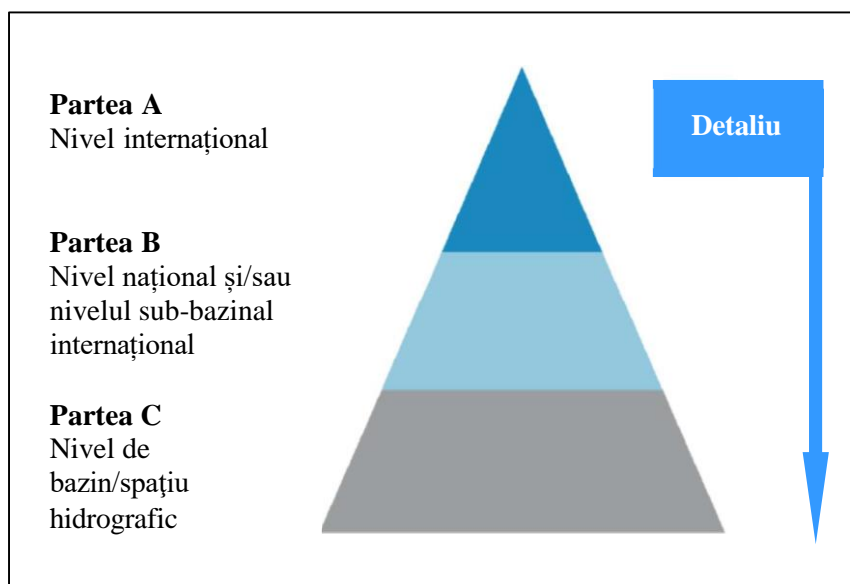 Partea A
Nivel internațional
Detaliu
Partea B
Nivel național și/sau
nivelul sub-bazinal
internațional
Partea C
Nivel de
bazin/spaţiu
hidrografic